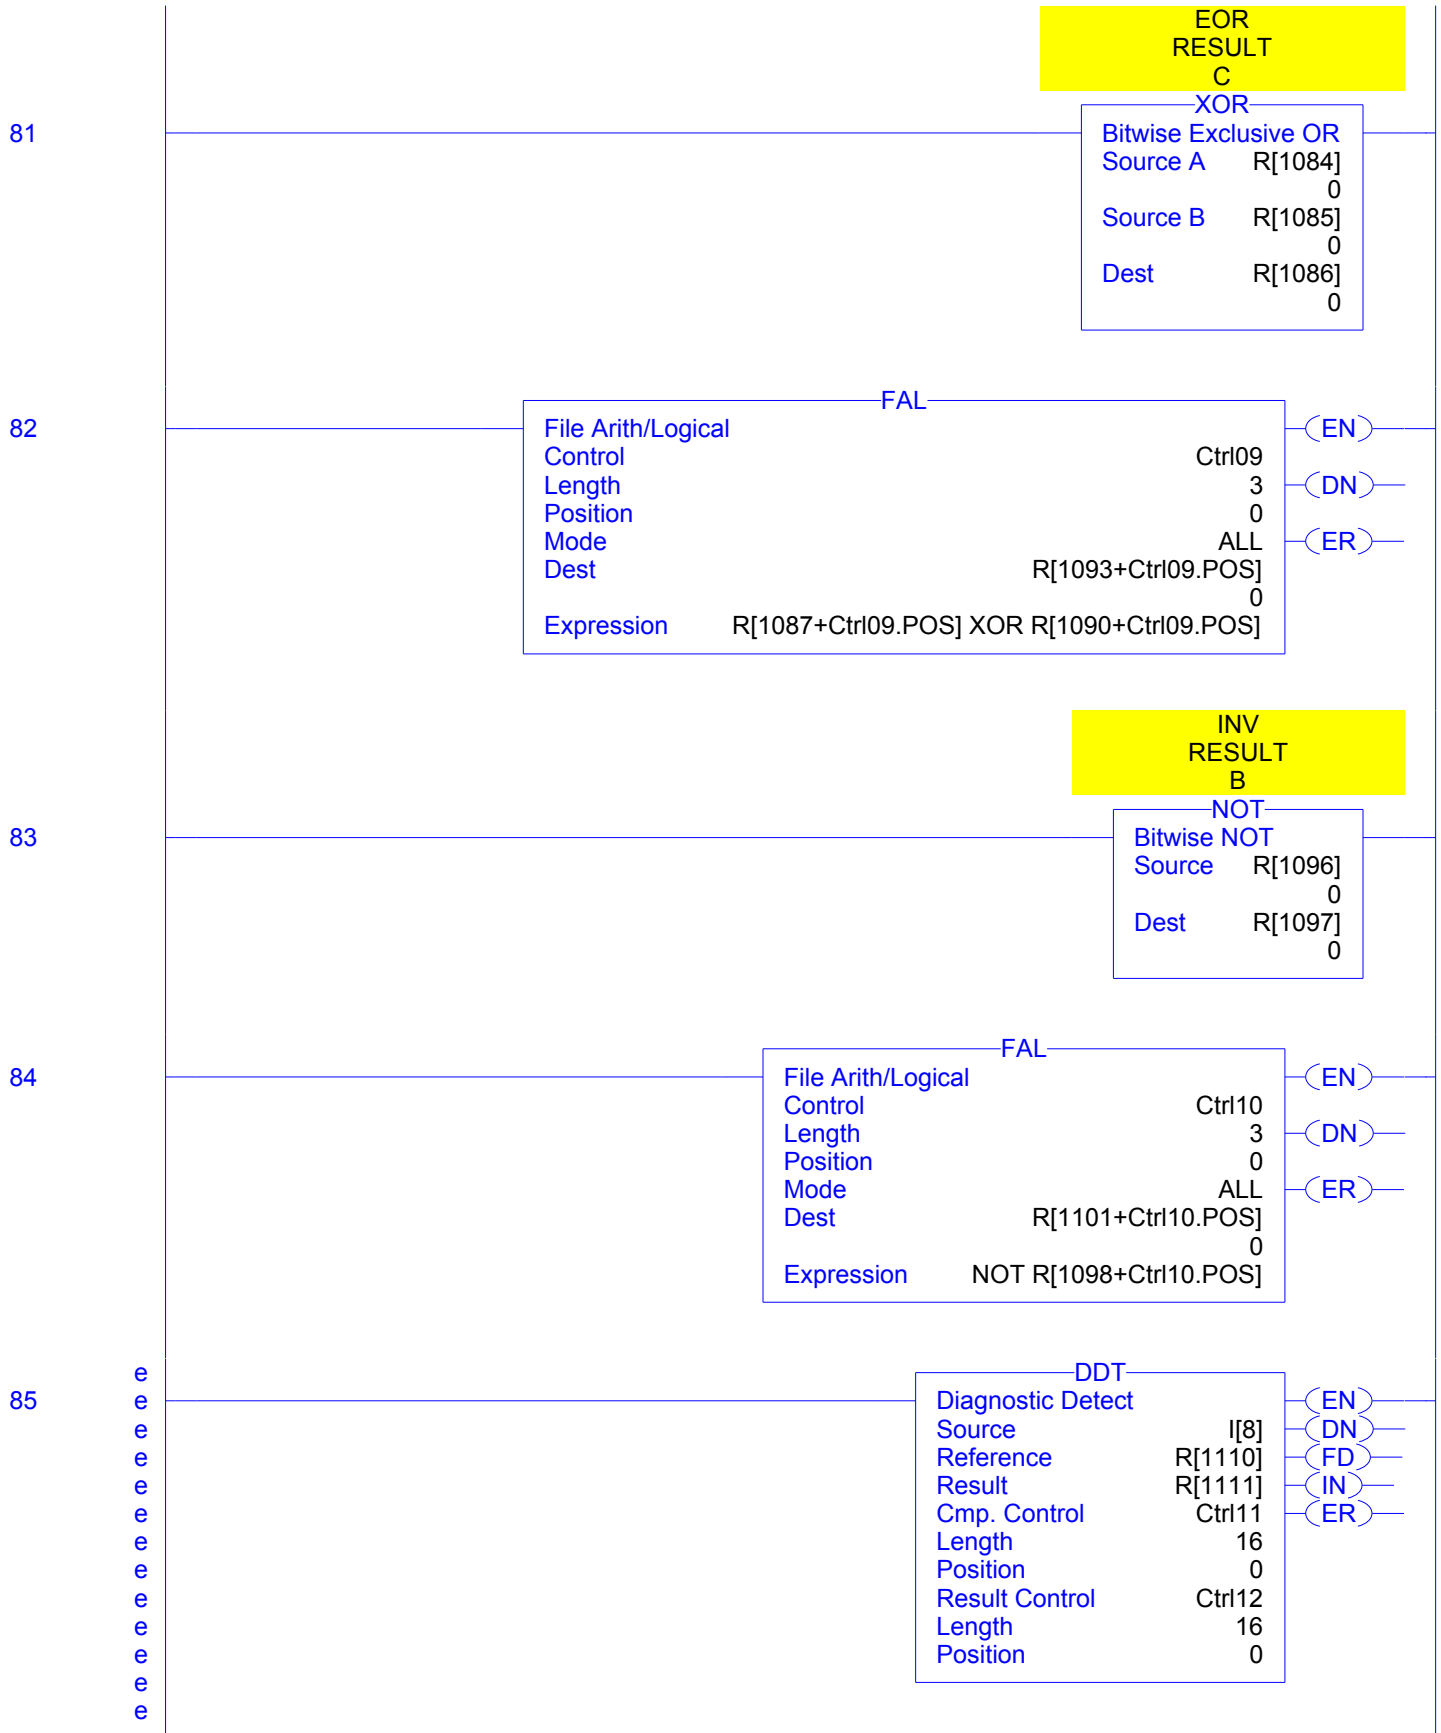 EOR
RESULT
C
XOR
81
Bitwise Exclusive OR
Source A R[1084]
0
Source B R[1085]
0
Dest R[1086]
0
FAL
82
File Arith/Logical (EN)
Control Ctrl09
Length 3 (DN)
Position 0
Mode ALL (ER)
Dest R[1093+Ctrl09.POS]
0
Expression R[1087+Ctrl09.POS] XOR R[1090+Ctrl09.POS]
INV
RESULT
B
NOT
83
Bitwise NOT
Source R[1096]
0
Dest R[1097]
0
FAL
84
File Arith/Logical (EN)
Control Ctrl10
Length 3 (DN)
Position 0
Mode ALL (ER)
Dest R[1101+Ctrl10.POS]
0
Expression NOT R[1098+Ctrl10.POS]
e DDT
85 e Diagnostic Detect (EN)
e Source I[8] (DN)
e Reference R[1110] (FD)
e Result R[1111] (IN)
e Cmp. Control Ctrl11 (ER)
e Length 16
e Position 0
e Result Control Ctrl12
e Length 16
e Position 0
e
e